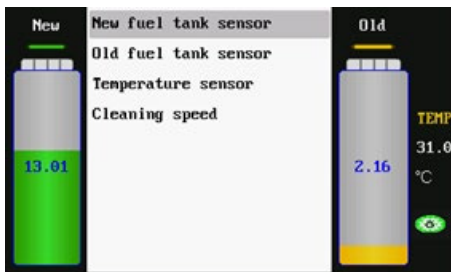 New
New fuel tank sensor
Old fuel tank sensor
Temperature sensor
Cleaning speed
13.01
Old
2.16
TEMP
31.0
°C